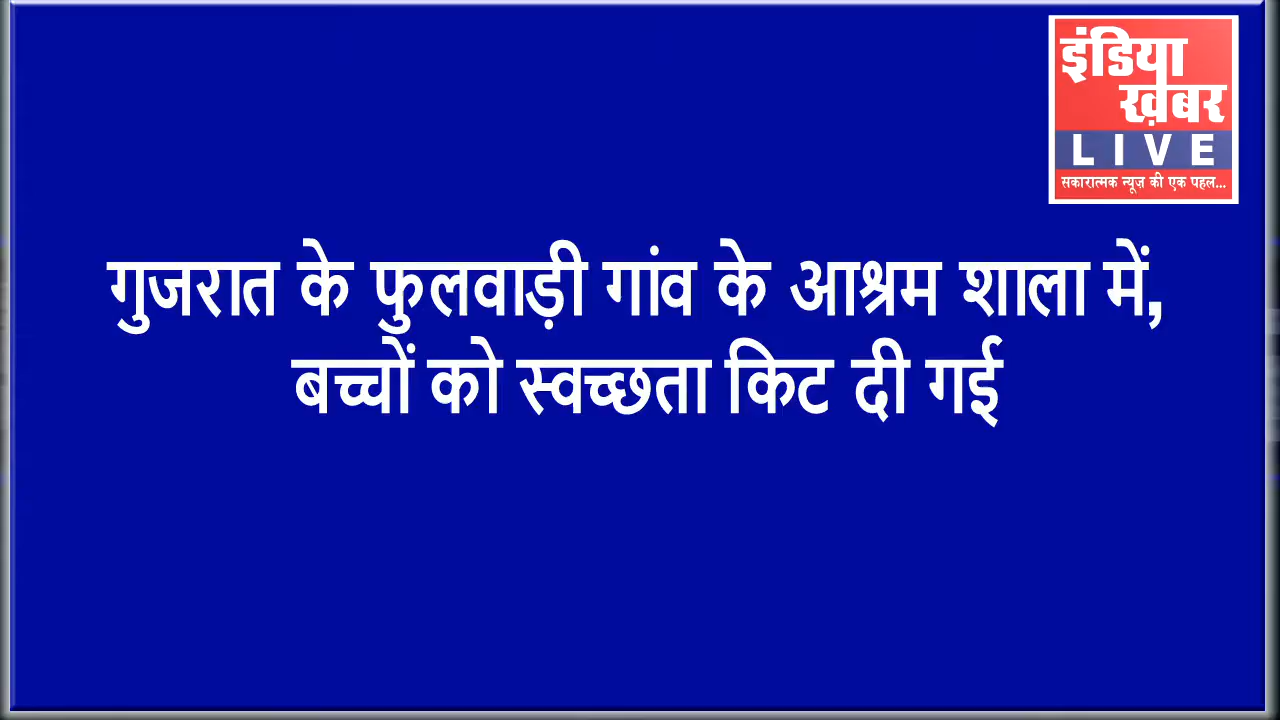 इंडिया
ख़बर
LIVE
सकारात्मक न्यूज़ की एक पहल...
गुजरात के फुलवाड़ी गांव के आश्रम शाला में,
बच्चों को स्वच्छता किट दी गई